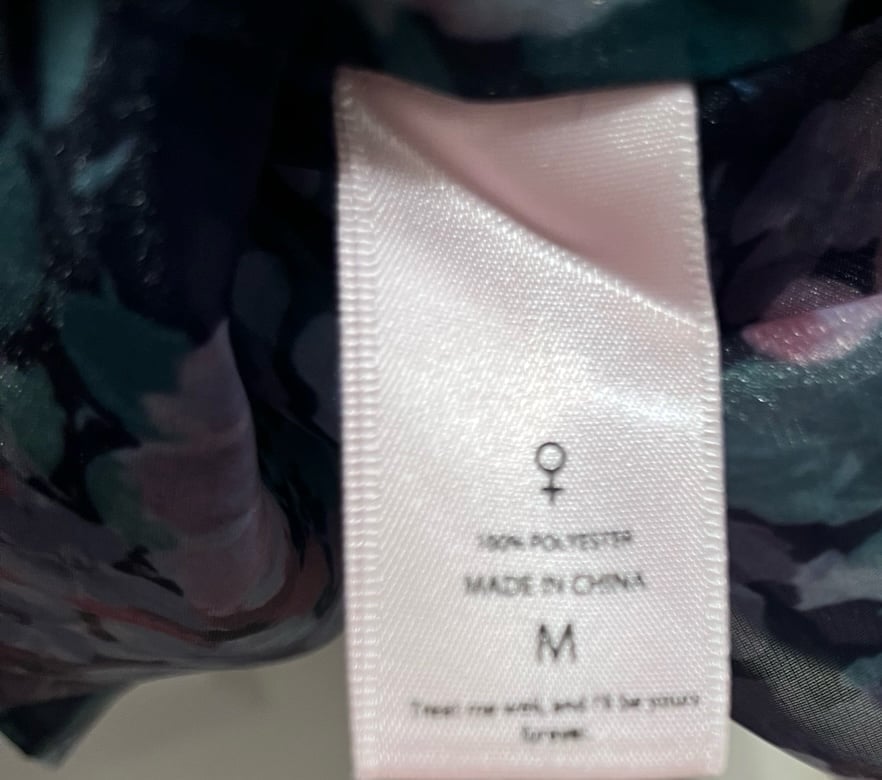 ♀
100% POLYESTER
MADE IN CHINA
M
Treat me well, and I'll be yours
forever.